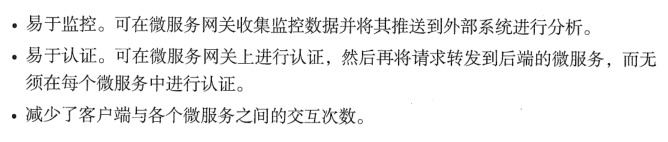 • 易于监控。可在微服务网关收集监控数据并将其推送到外部系统进行分析。
• 易于认证。可在微服务网关上进行认证，然后再将请求转发到后端的微服务，而无
须在每个微服务中进行认证。
• 减少了客户端与各个微服务之间的交互次数。